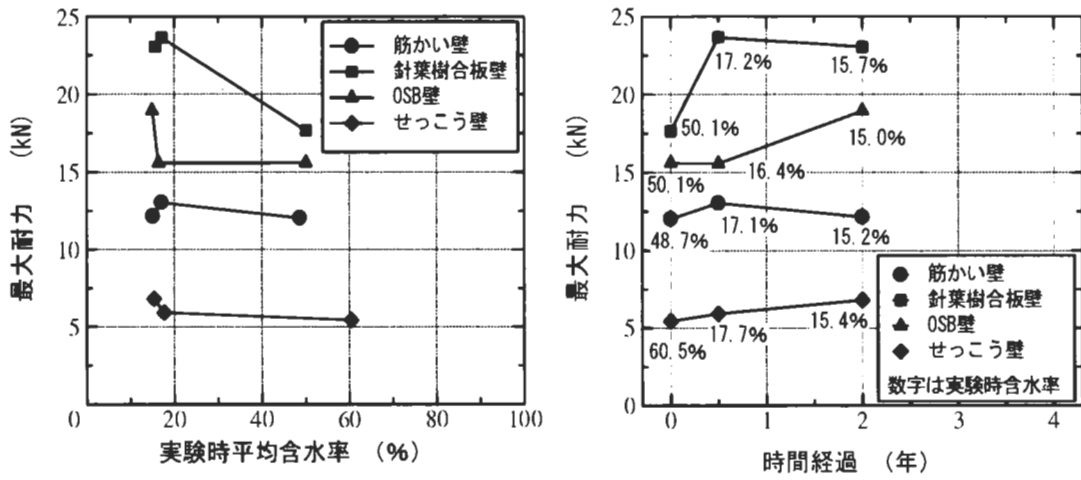 25
20
15
10
5
0
20
40
60
80
100
最大耐力 (kN)
実験時平均含水率 (%)
筋かい壁
針葉樹合板壁
OSB壁
せっこう壁
25
20
15
10
5
0
0
1
2
3
4
最大耐力 (kN)
時間経過 (年)
17.2%
15.7%
50.1%
15.0%
16.4%
50.1%
48.7%
17.1%
15.2%
60.5%
17.7%
15.4%
筋かい壁
針葉樹合板壁
OSB壁
せっこう壁
数字は実験時含水率